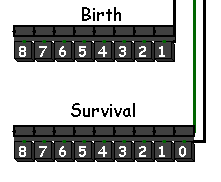 Birth
8 7 6 5 4 3 2 1
Survival
8 7 6 5 4 3 2 1 0